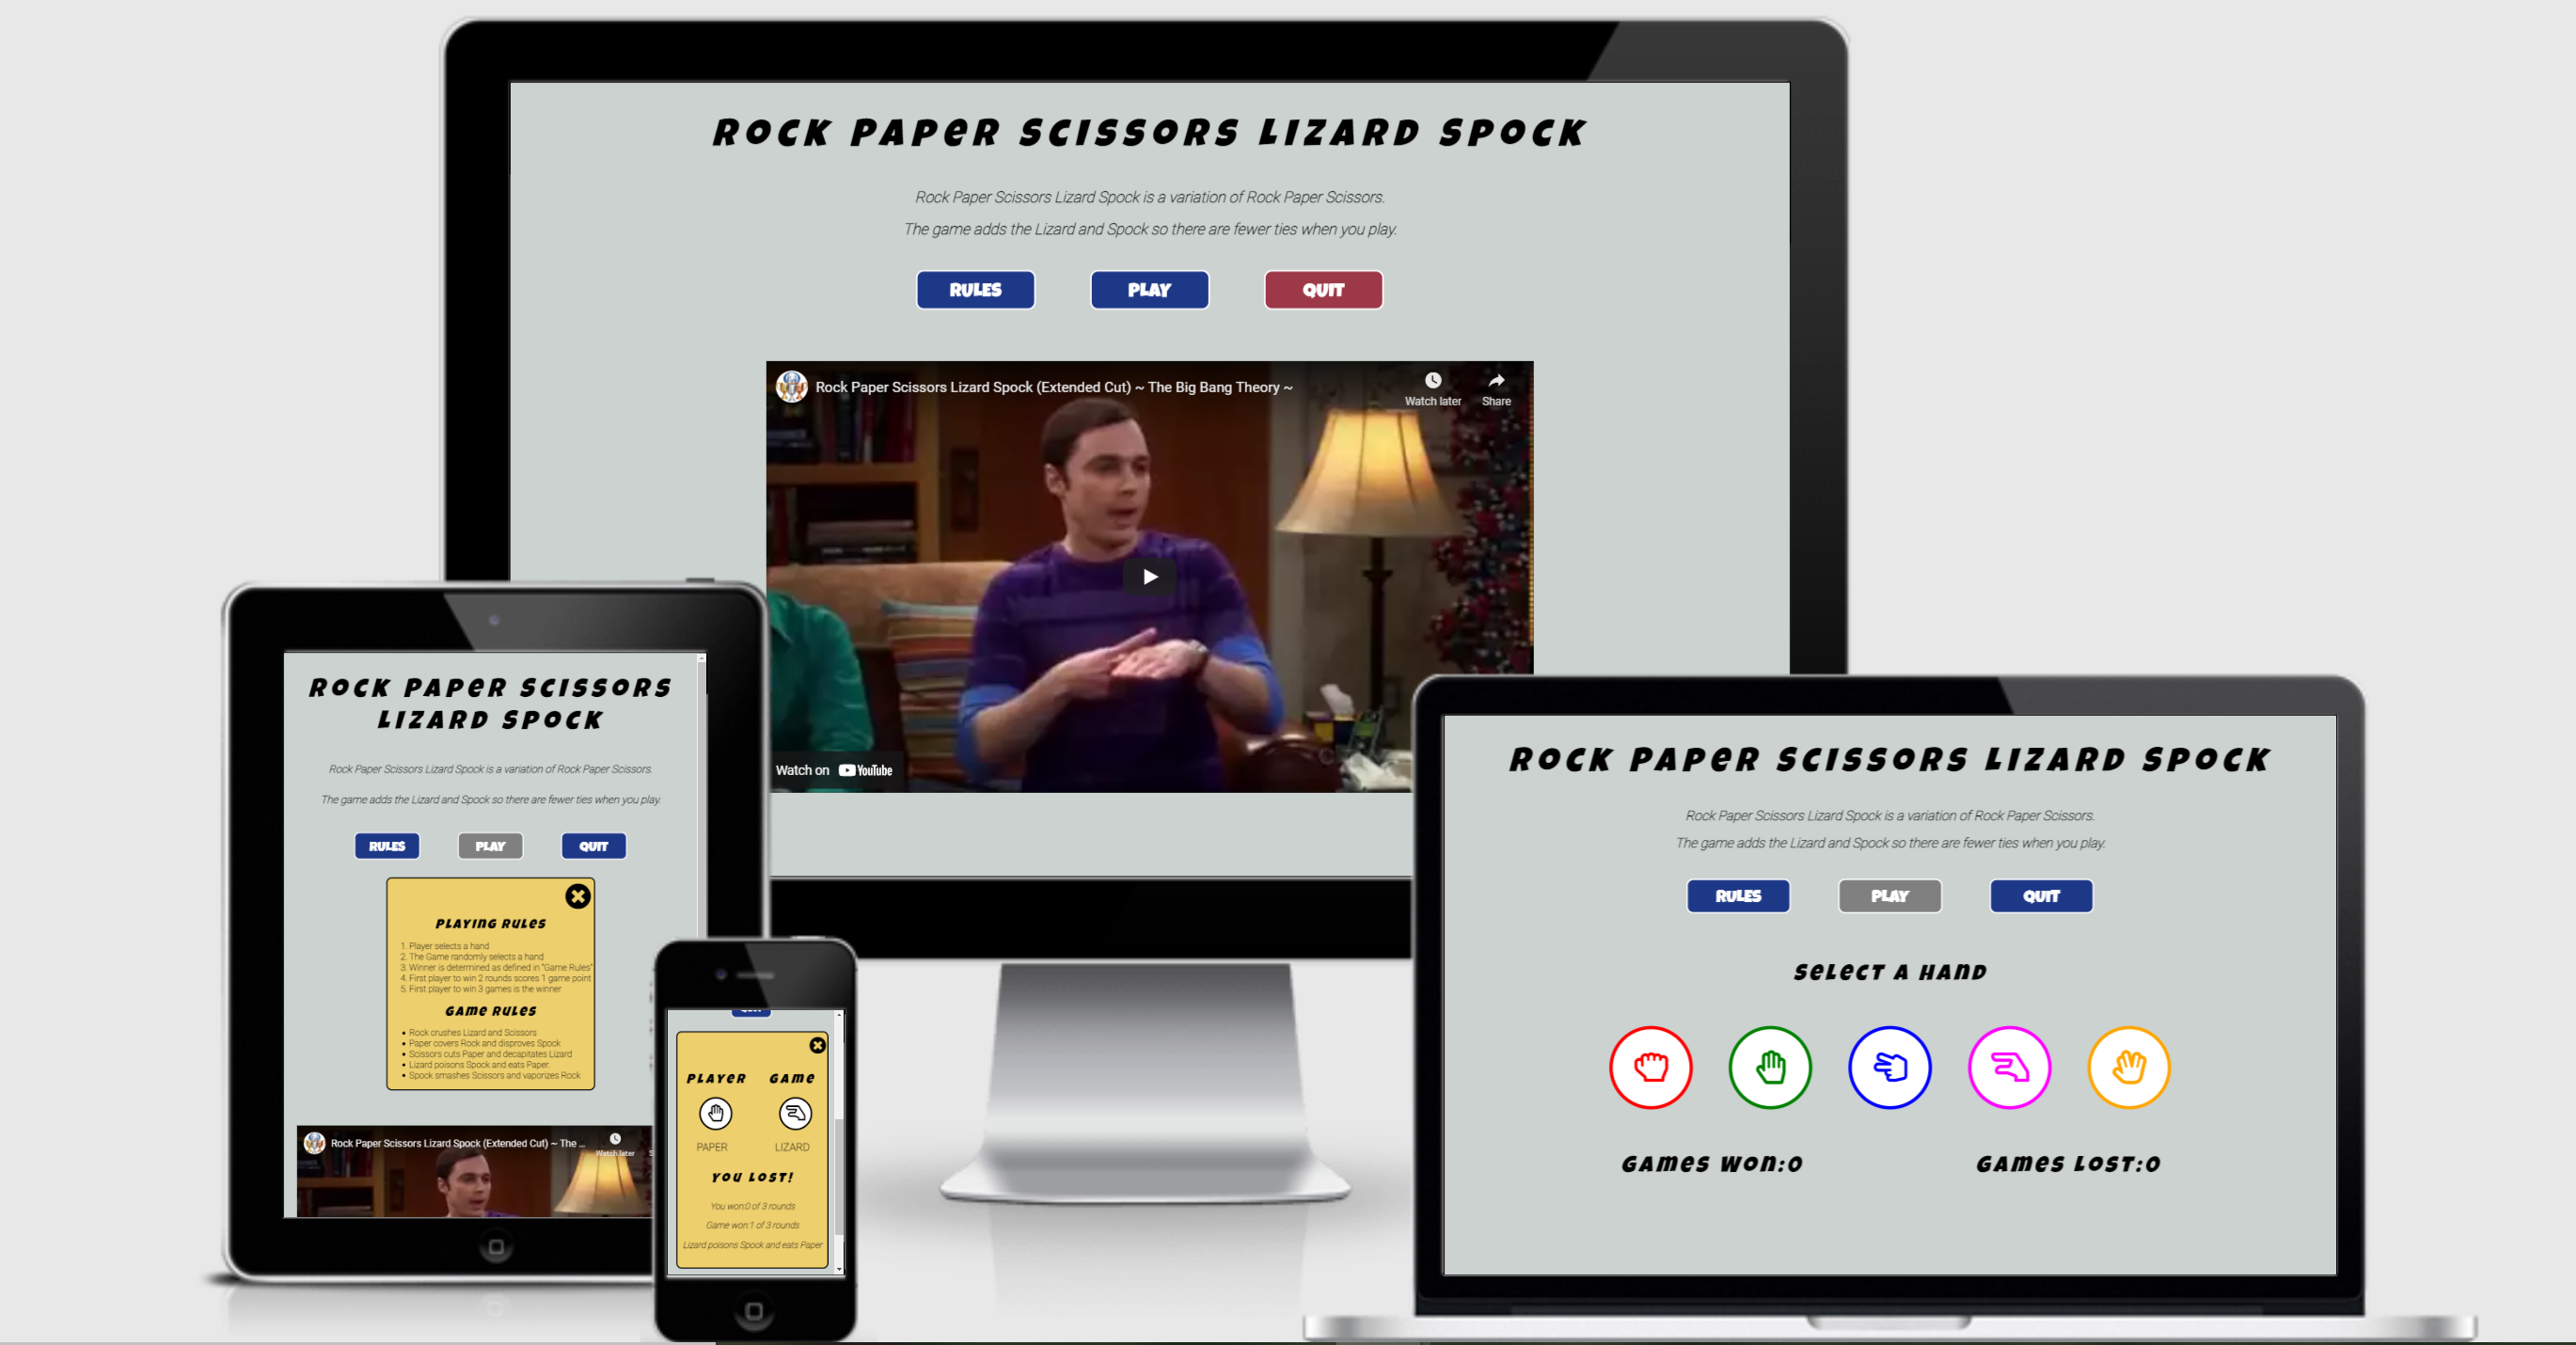 ROCK PAPER SCISSORS LIZARD SPOCK
Rock Paper Scissors Lizard Spock is a variation of Rock Paper Scissors.
The game adds the Lizard and Spock so there are fewer ties when you play.
RULES PLAY QUIT
Rock Paper Scissors Lizard Spock (Extended Cut) ~ The Big Bang Theory ~
Watch later Share
Watch on YouTube
ROCK PAPER SCISSORS
LIZARD SPOCK
Rock Paper Scissors Lizard Spock is a variation of Rock Paper Scissors.
The game adds the Lizard and Spock so there are fewer ties when you play.
RULES PLAY QUIT
PLAYING RULES
1. Player selects a hand
2. The Game randomly selects a hand
3. Winner is determined as defined in "Game Rules"
4. First player to win 2 rounds scores 1 game point
5. First player to win 3 games is the winner
GAME RULES
• Rock crushes Lizard and Scissors
• Paper covers Rock and disproves Spock
• Scissors cuts Paper and decapitates Lizard
• Lizard poisons Spock and eats Paper.
• Spock smashes Scissors and vaporizes Rock
Rock Paper Scissors Lizard Spock (Extended Cut) ~ The ...
Watch later S
PLAYER GAME
PAPER LIZARD
YOU LOST!
You won:0 of 3 rounds
Game won:1 of 3 rounds
Lizard poisons Spock and eats Paper
ROCK PAPER SCISSORS LIZARD SPOCK
Rock Paper Scissors Lizard Spock is a variation of Rock Paper Scissors.
The game adds the Lizard and Spock so there are fewer ties when you play.
RULES PLAY QUIT
SELECT A HAND
GAMES WON:0 GAMES LOST:0